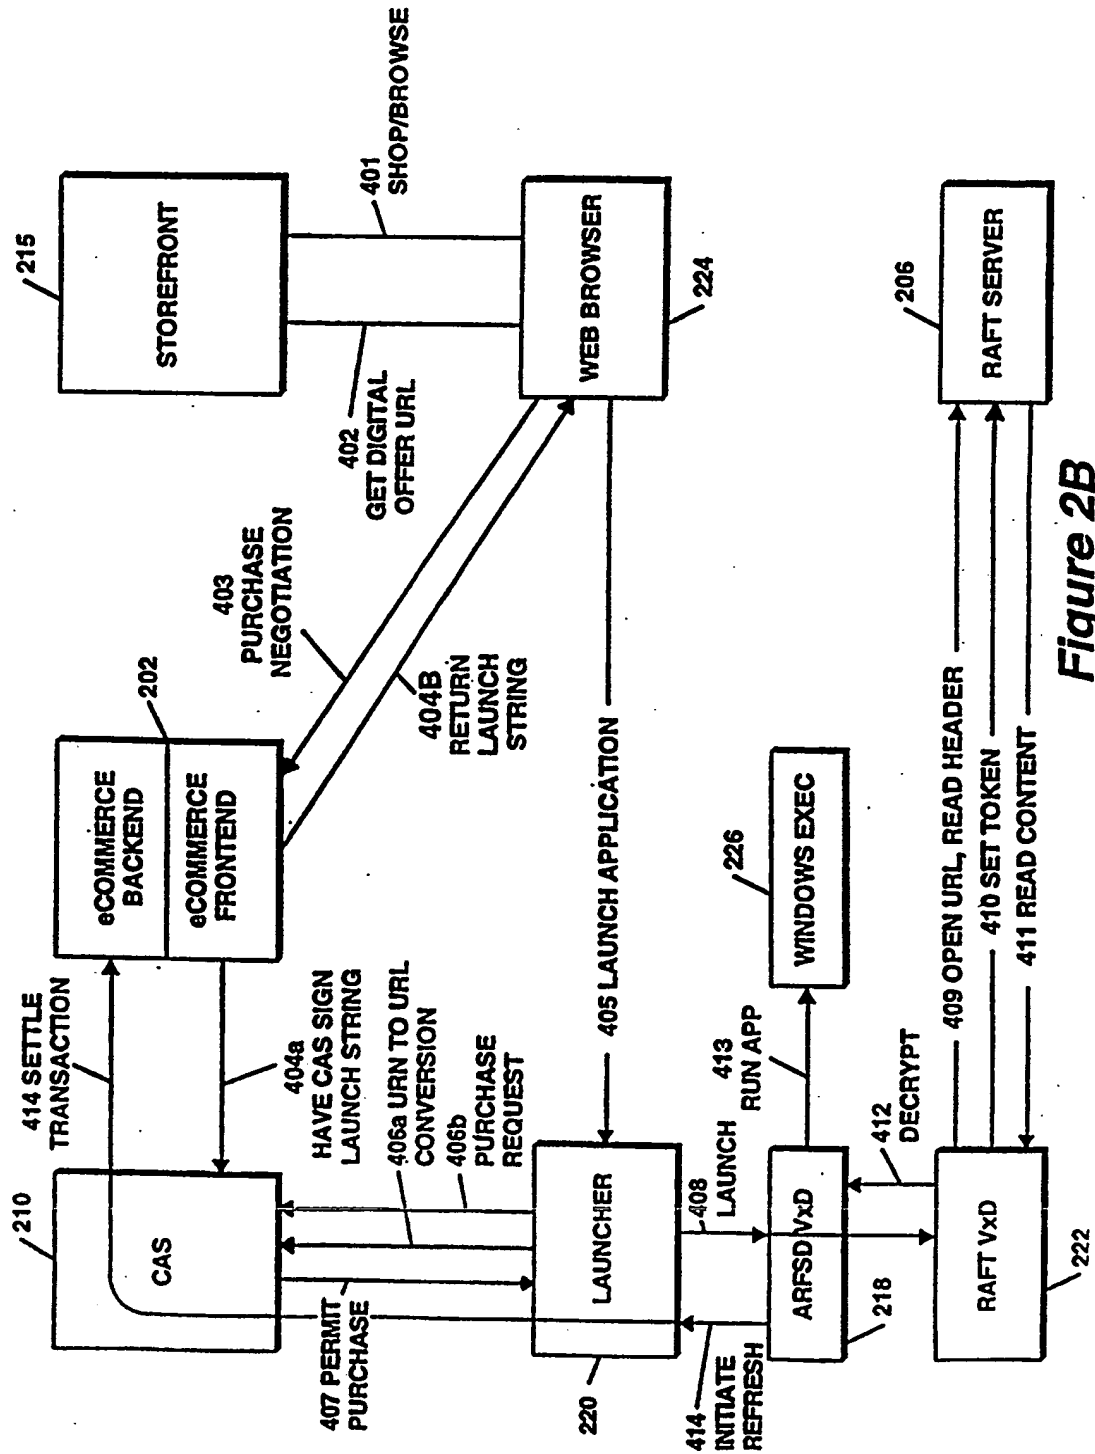 215
STOREFRONT
401
SHOP/BROWSE
402
GET DIGITAL
OFFER URL
WEB BROWSER
224
403
PURCHASE
NEGOTIATION
404B
RETURN
LAUNCH
STRING
202
eCOMMERCE
BACKEND
eCOMMERCE
FRONTEND
414 SETTLE
TRANSACTION
404a
HAVE CAS SIGN
LAUNCH STRING
210
CAS
406a URN TO URL
CONVERSION
406b
PURCHASE
REQUEST
407 PERMIT
PURCHASE
405 LAUNCH APPLICATION
LAUNCHER
220
408
LAUNCH
414
INITIATE
REFRESH
ARFSD VxD
218
413
RUN APP
WINDOWS EXEC
226
412
DECRYPT
RAFT VxD
222
409 OPEN URL, READ HEADER
410 SET TOKEN
411 READ CONTENT
206
RAFT SERVER
Figure 2B